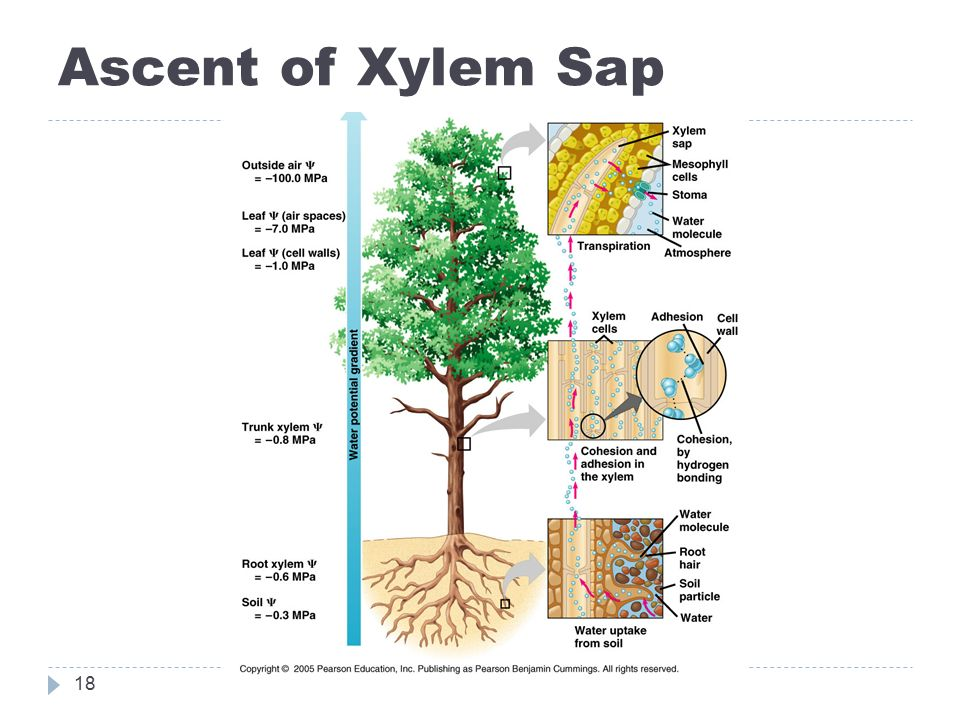 Ascent of Xylem Sap
Outside air Ψ
= –100.0 MPa
Leaf Ψ (air spaces)
= –7.0 MPa
Leaf Ψ (cell walls)
= –1.0 MPa
Trunk xylem Ψ
= –0.8 MPa
Root xylem Ψ
= –0.6 MPa
Soil Ψ
= –0.3 MPa
Water potential gradient
Xylem
sap
Mesophyll
cells
Stoma
Water
molecule
Atmosphere
Transpiration
Xylem
cells
Adhesion
Cell
wall
Cohesion,
by
hydrogen
bonding
Cohesion and
adhesion in
the xylem
Water
molecule
Root
hair
Soil
particle
Water
Water uptake
from soil
Copyright © 2005 Pearson Education, Inc. Publishing as Pearson Benjamin Cummings. All rights reserved.
18